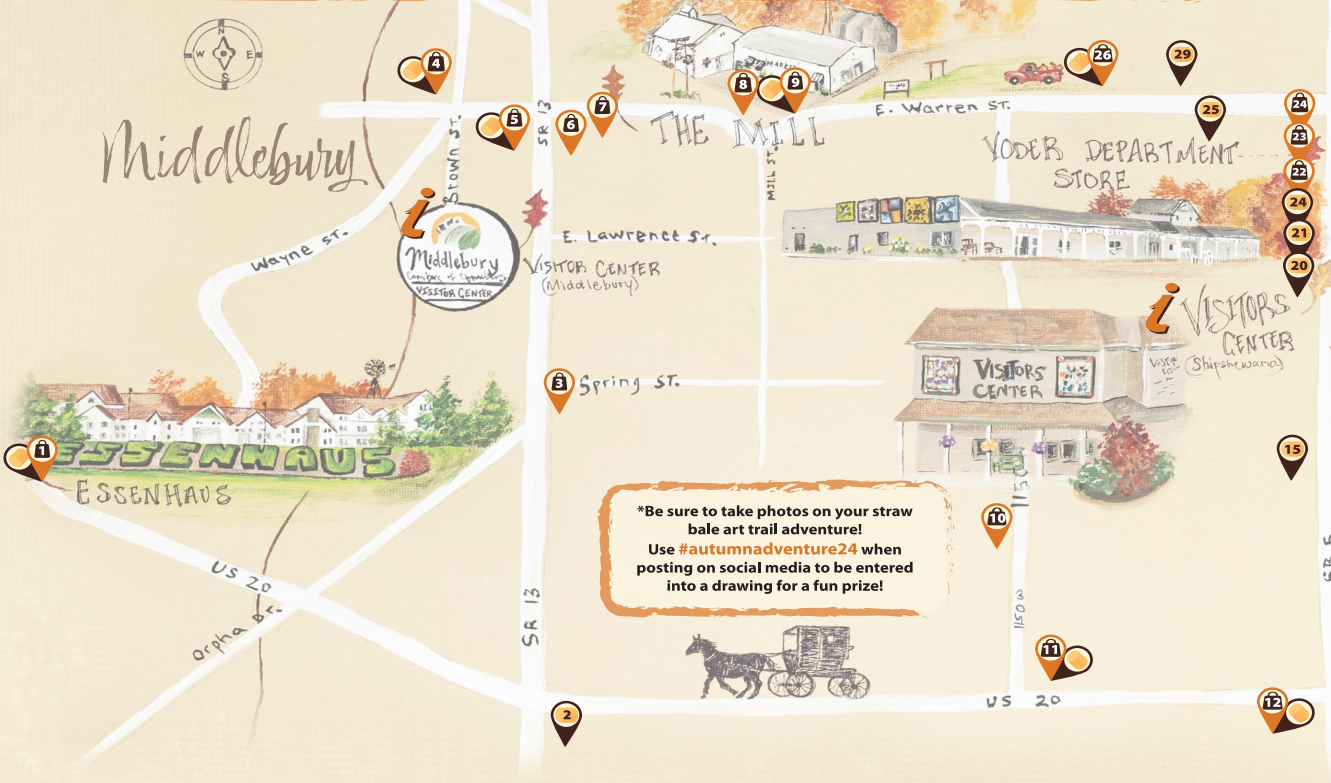 N
W E
S
Middlebury
4
5
SR 13
6
7
8
9
MARKET
THE MILL
E. Warren St.
26
29
25
24
23
22
24
21
20
YODER DEPARTMENT
STORE
Brown St.
MILL ST.
i
Middlebury
VISITOR CENTER
Wayne St.
E. Lawrence St.
VISITOR CENTER
(Middlebury)
i
VISITORS
CENTER
(Shipshewana)
VISITORS
CENTER
3
Spring ST.
1
ESSENHAUS
ESSENHAUS
15
SR 5
10
1150
*Be sure to take photos on your straw
bale art trail adventure!
Use #autumnadventure24 when
posting on social media to be entered
into a drawing for a fun prize!
US 20
Orpha Dr.
SR 13
1150 W
11
12
US 20
2